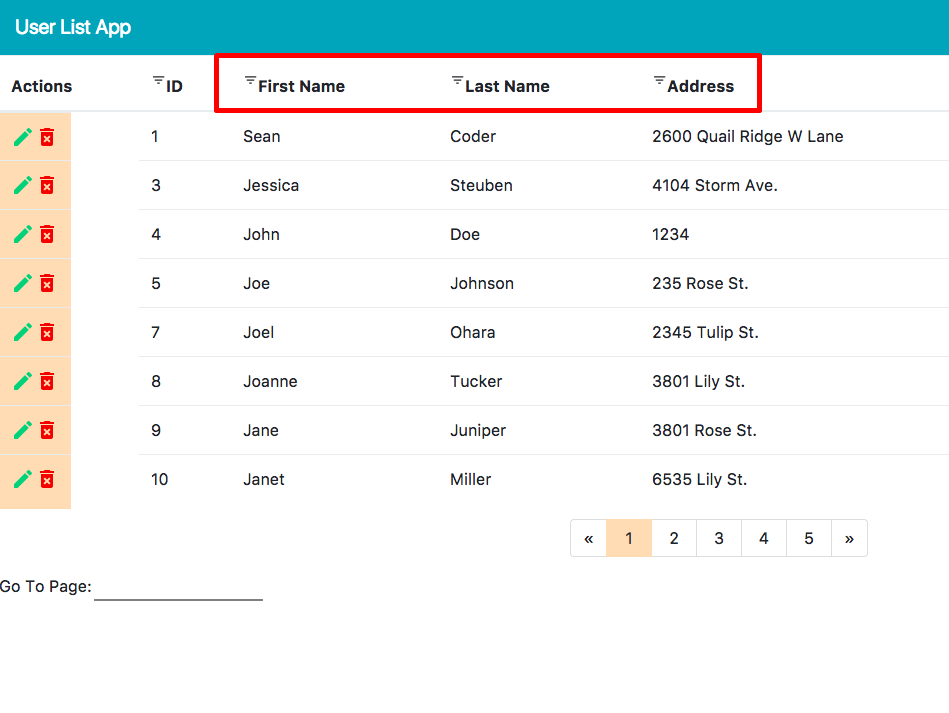 User List App
Actions ID First Name Last Name Address
1 Sean Coder 2600 Quail Ridge W Lane
3 Jessica Steuben 4104 Storm Ave.
4 John Doe 1234
5 Joe Johnson 235 Rose St.
7 Joel Ohara 2345 Tulip St.
8 Joanne Tucker 3801 Lily St.
9 Jane Juniper 3801 Rose St.
10 Janet Miller 6535 Lily St.
« 1 2 3 4 5 »
Go To Page: